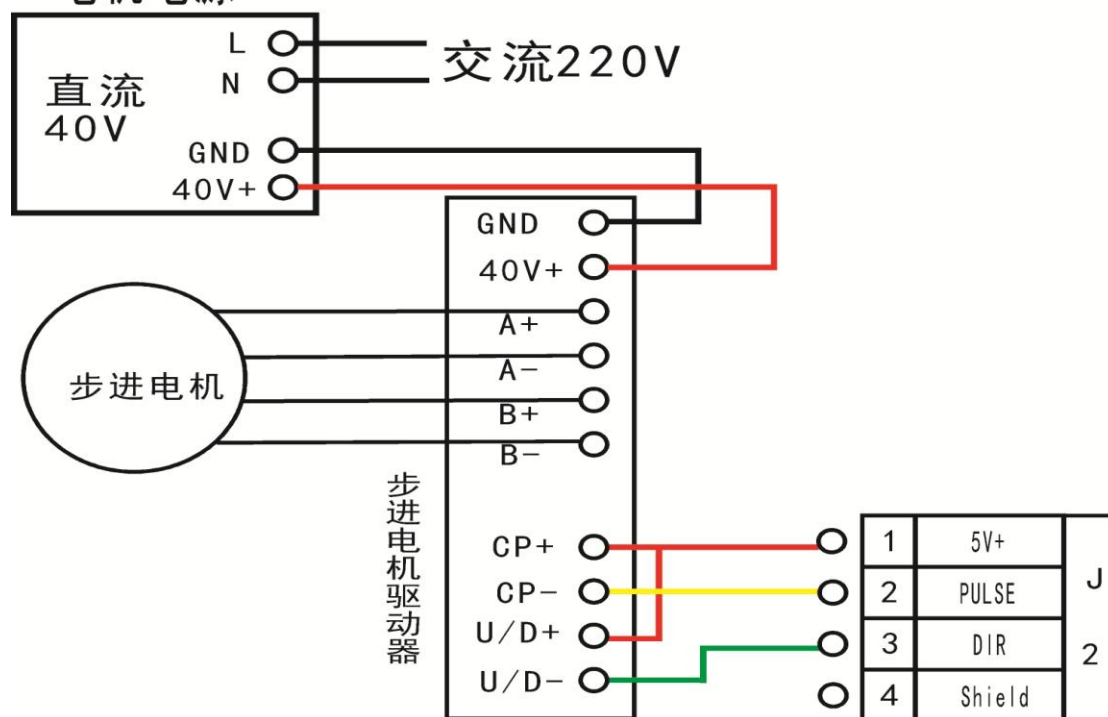 L
交流220V
N
直流
40V
GND
40V+
GND
40V+
A+
A-
B+
B-
步进电机
步进电机驱动器
CP+
CP-
U/D+
U/D-
1 5V+
2 PULSE
3 DIR
4 Shield
J
2